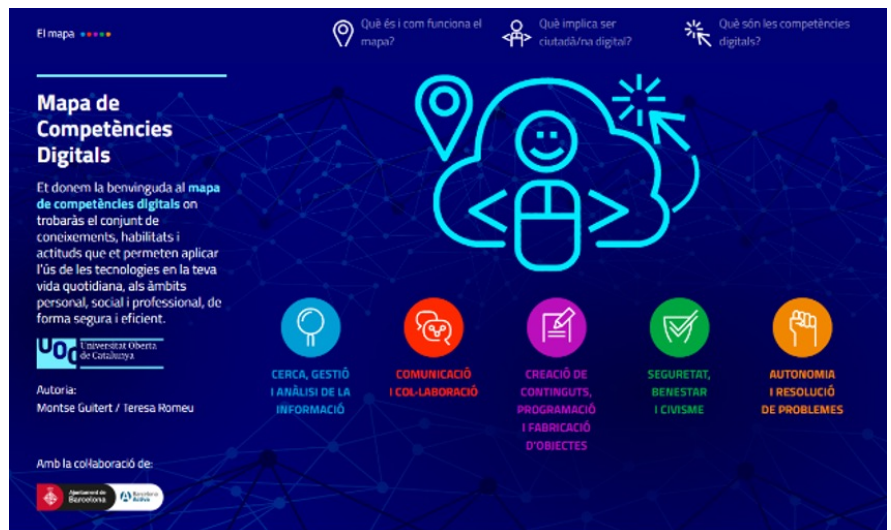 El mapa
Què és i com funciona el
mapa?
Què implica ser
ciutadà/na digital?
Què són les competències
digitals?
Mapa de
Competències
Digitals
Et donem la benvinguda al mapa
de competències digitals on
trobaràs el conjunt de
coneixements, habilitats i
actituds que et permeten aplicar
l'ús de les tecnologies en la teva
vida quotidiana, als àmbits
personal, social i professional, de
forma segura i eficient.
UOC
Universitat Oberta
de Catalunya
Autoria:
Montse Guitert / Teresa Romeu
Amb la col·laboració de:
Ajuntament de
Barcelona
Barcelona
Activa
CERCA, GESTIÓ
I ANÀLISI DE LA
INFORMACIÓ
COMUNICACIÓ
I COL·LABORACIÓ
CREACIÓ DE
CONTINGUTS,
PROGRAMACIÓ
I FABRICACIÓ
D'OBJECTES
SEGURETAT,
BENESTAR
I CIVISME
AUTONOMIA
I RESOLUCIÓ
DE PROBLEMES